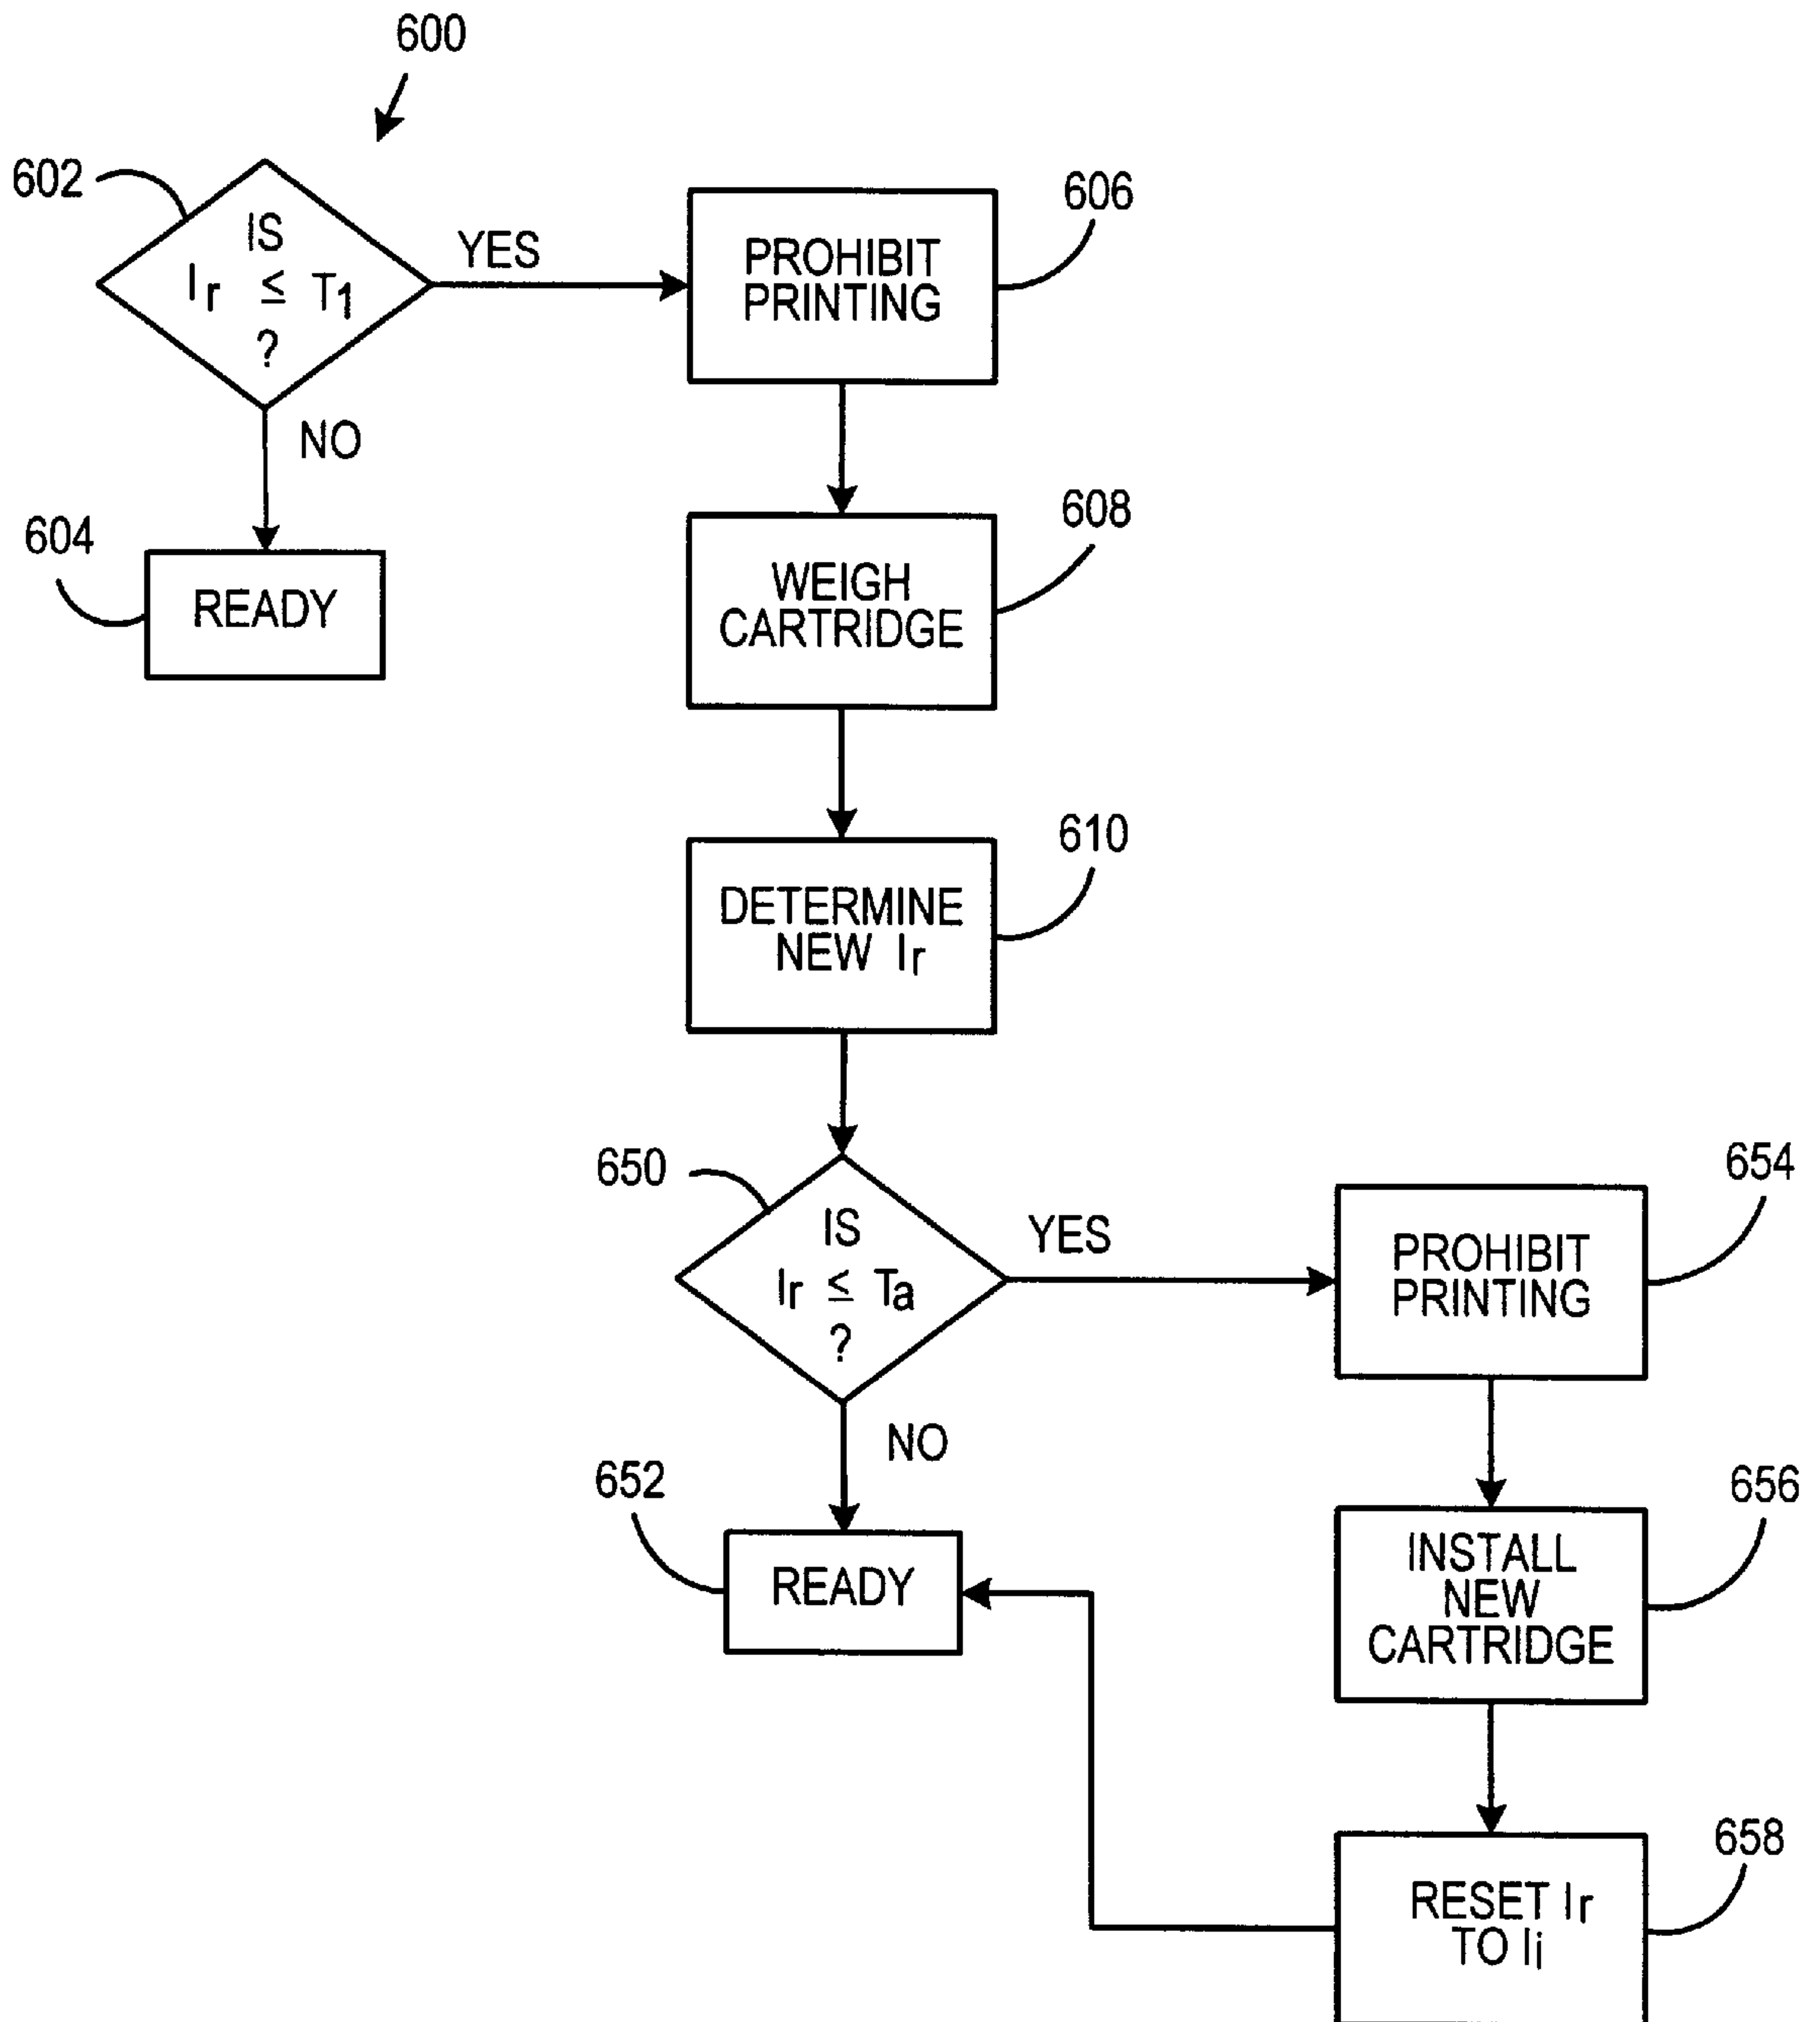 600
602
IS
Ir ≤ T1
?
YES
NO
604
READY
606
PROHIBIT
PRINTING
608
WEIGH
CARTRIDGE
610
DETERMINE
NEW Ir
650
IS
Ir ≤ Ta
?
YES
NO
652
READY
654
PROHIBIT
PRINTING
656
INSTALL
NEW
CARTRIDGE
658
RESET Ir
TO Ii